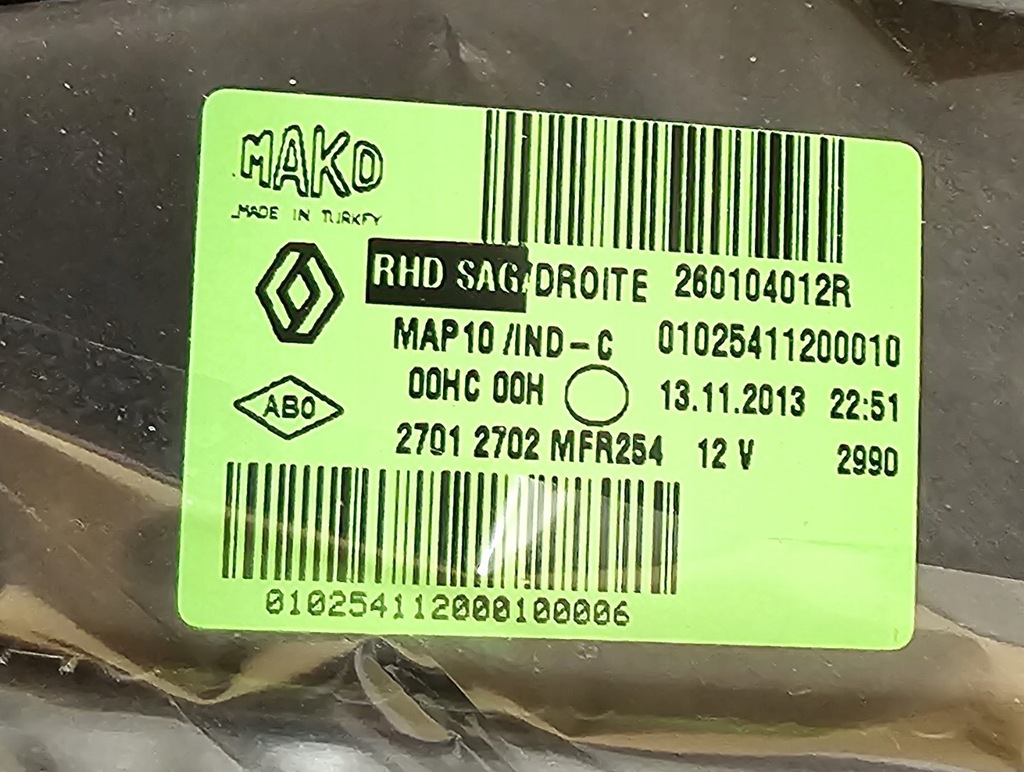 MAKO
MADE IN TURKEY
RHD SAG/DROITE 260104012R
MAP10 /IND-C 01025411200010
00HC 00H 13.11.2013 22:51
ABO
2701 2702 MFR254 12 V 2990
010254112000100006